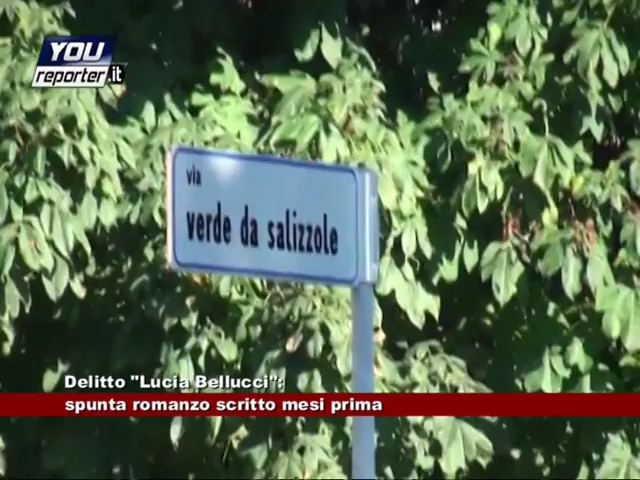 YOU
reporter.it
via
verde da salizzole
Delitto "Lucia Bellucci":
spunta romanzo scritto mesi prima